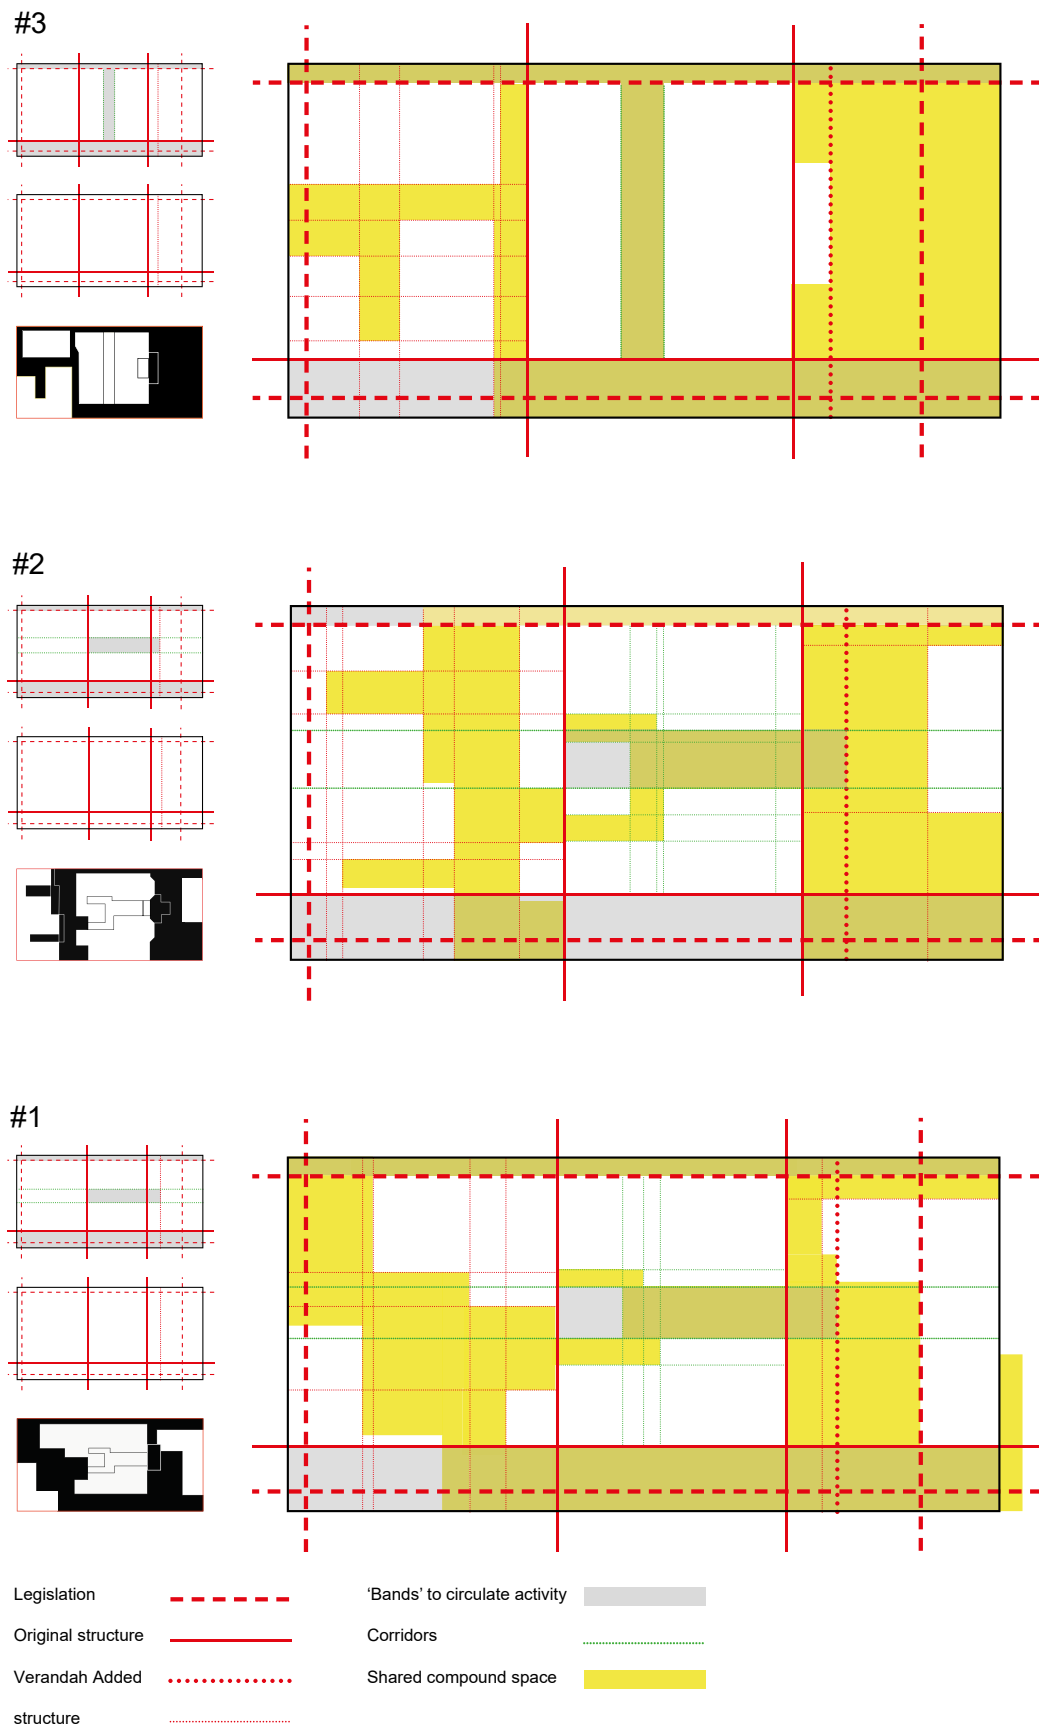 #3
#2
#1
Legislation
‘Bands’ to circulate activity
Original structure
Corridors
Verandah Added
Shared compound space
structure